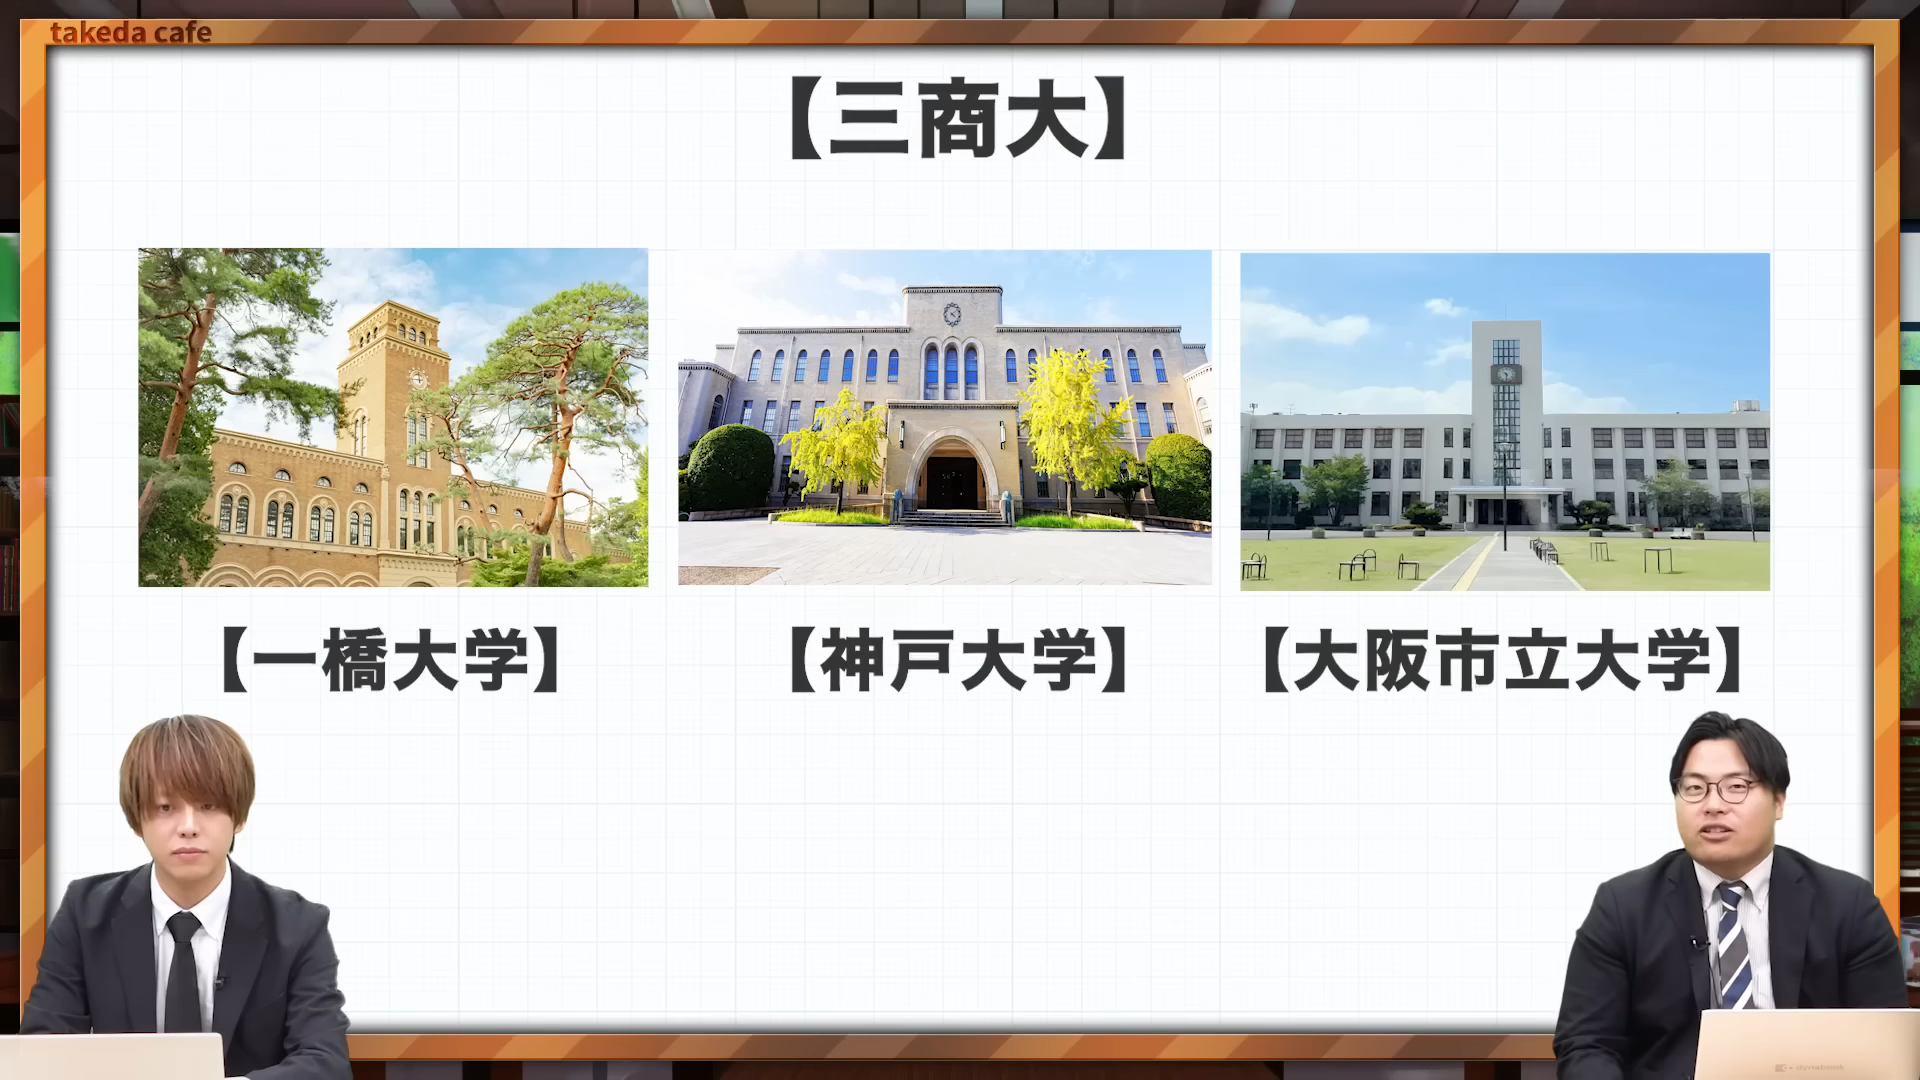 takeda cafe
【三商大】
【一橋大学】
【神戸大学】
【大阪市立大学】